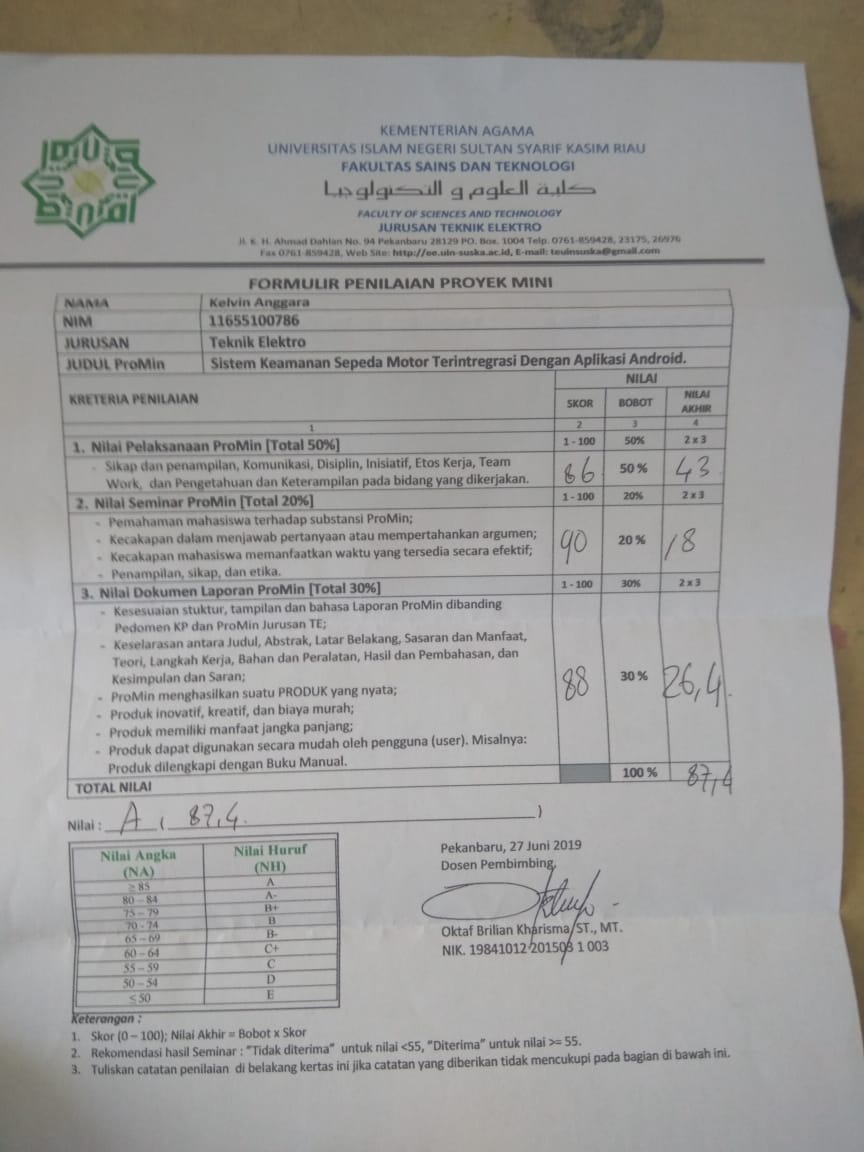 KEMENTERIAN AGAMA
UNIVERSITAS ISLAM NEGERI SULTAN SYARIF KASIM RIAU
FAKULTAS SAINS DAN TEKNOLOGI
كلية العلوم و التكنولوجيا
FACULTY OF SCIENCES AND TECHNOLOGY
JURUSAN TEKNIK ELEKTRO
Jl. K. H. Ahmad Dahlan No. 94 Pekanbaru 28129 PO. Box. 1004 Telp. 0761-859428, 23175, 26976
Fax 0761-859428, Web Site: http://ee.uin-suska.ac.id, E-mail: teuinsuska@gmail.com
FORMULIR PENILAIAN PROYEK MINI
NAMA Kelvin Anggara
NIM 11655100786
JURUSAN Teknik Elektro
JUDUL ProMin Sistem Keamanan Sepeda Motor Terintregrasi Dengan Aplikasi Android.
KRETERIA PENILAIAN NILAI
SKOR BOBOT NILAI AKHIR
1 2 3 4
1. Nilai Pelaksanaan ProMin [Total 50%] 1 - 100 50% 2 x 3
- Sikap dan penampilan, Komunikasi, Disiplin, Inisiatif, Etos Kerja, Team
Work, dan Pengetahuan dan Keterampilan pada bidang yang dikerjakan. 86 50 % 43
2. Nilai Seminar ProMin [Total 20%] 1 - 100 20% 2 x 3
- Pemahaman mahasiswa terhadap substansi ProMin;
- Kecakapan dalam menjawab pertanyaan atau mempertahankan argumen; 90 20 % 18
- Kecakapan mahasiswa memanfaatkan waktu yang tersedia secara efektif;
- Penampilan, sikap, dan etika.
3. Nilai Dokumen Laporan ProMin [Total 30%] 1 - 100 30% 2 x 3
- Kesesuaian stuktur, tampilan dan bahasa Laporan ProMin dibanding
Pedomen KP dan ProMin Jurusan TE;
- Keselarasan antara Judul, Abstrak, Latar Belakang, Sasaran dan Manfaat,
Teori, Langkah Kerja, Bahan dan Peralatan, Hasil dan Pembahasan, dan
Kesimpulan dan Saran; 88 30 % 26,4.
- ProMin menghasilkan suatu PRODUK yang nyata;
- Produk inovatif, kreatif, dan biaya murah;
- Produk memiliki manfaat jangka panjang;
- Produk dapat digunakan secara mudah oleh pengguna (user). Misalnya:
Produk dilengkapi dengan Buku Manual.
TOTAL NILAI 100 % 87,4
Nilai : A ( 87,4. )
Nilai Angka (NA) Nilai Huruf (NH)
≥ 85 A
80 – 84 A-
75 – 79 B+
70 - 74 B
65 – 69 B-
60 – 64 C+
55 – 59 C
50 – 54 D
≤ 50 E
Pekanbaru, 27 Juni 2019
Dosen Pembimbing,
Oktaf Brilian Kharisma, ST., MT.
NIK. 19841012 201503 1 003
Keterangan :
1. Skor (0 – 100); Nilai Akhir = Bobot x Skor
2. Rekomendasi hasil Seminar : "Tidak diterima" untuk nilai <55, "Diterima" untuk nilai >= 55.
3. Tuliskan catatan penilaian di belakang kertas ini jika catatan yang diberikan tidak mencukupi pada bagian di bawah ini.